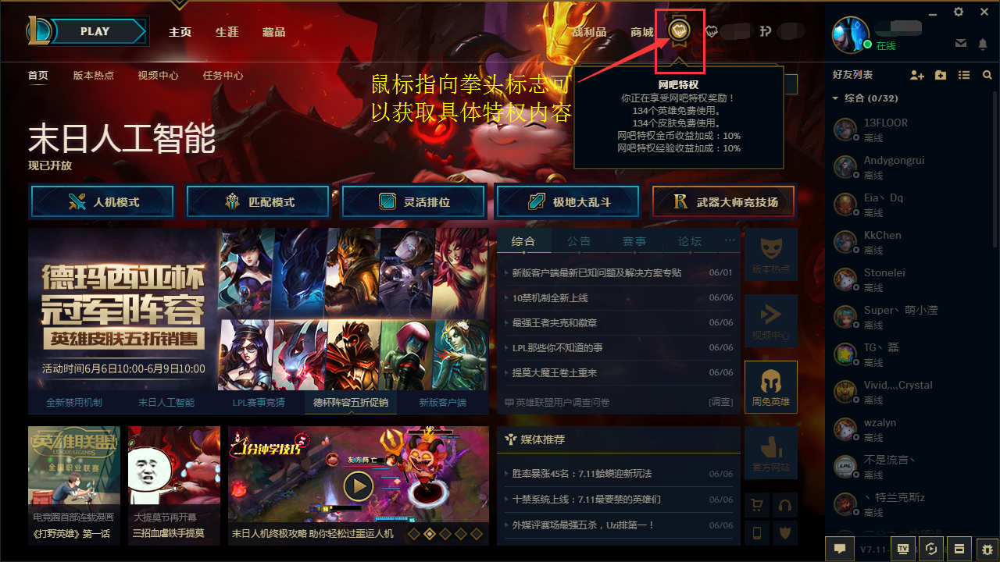 PLAY
主页
生涯
藏品
战利品
商城
在线
首页
版本热点
视频中心
任务中心
鼠标指向拳头标志可
以获取具体特权内容
网吧特权
你正在享受网吧特权奖励！
134个英雄免费使用。
134个皮肤免费使用。
网吧特权金币收益加成：10%
网吧特权经验收益加成：10%
末日人工智能
现已开放
人机模式
匹配模式
灵活排位
极地大乱斗
武器大师竞技场
德玛西亚杯
冠军阵容
英雄皮肤五折销售
活动时间6月6日10:00-6月9日10:00
全新禁用机制
末日人工智能
LPL赛事竞猜
德杯阵容五折促销
新版客户端
综合
公告
赛事
论坛
新版客户端最新已知问题及解决方案专贴 06/01
10禁机制全新上线 06/06
最强王者夹克和徽章 06/06
LPL那些你不知道的事 06/06
提莫大魔王卷土重来 06/06
英雄联盟用户调查问卷 [调查]
版本热点
视频中心
周免英雄
官方网站
英雄联盟
LEAGUE-LEGENDS
全国职业联赛
电竞圈首部连载漫画
《打野英雄》第一话
大提莫节再开幕
三招血虐铁手提莫
1分钟学技巧
友方阵亡
末日人机终极攻略 助你轻松过噩运人机
媒体推荐
胜率暴涨45名：7.11蛤蟆迎新玩法 06/06
十禁系统上线：7.11最要禁的英雄们 06/06
外媒评赛场最强五杀，Uzi排第一！ 06/06
好友列表
综合 (0/32)
13FLOOR
离线
Andygongrui
离线
Eia丶Dq
离线
KkChen
离线
Stonelei
离线
Super丶萌小滢
离线
TG丶磊
离线
Vivid,,,,Crystal
离线
wzalyn
离线
不是流言丶
离线
丶特兰克斯z
离线
V7.11